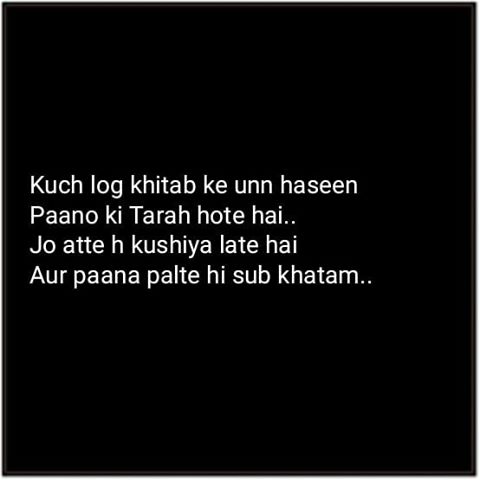 Kuch log khitab ke unn haseen
Paano ki Tarah hote hai..
Jo atte h kushiya late hai
Aur paana palte hi sub khatam..